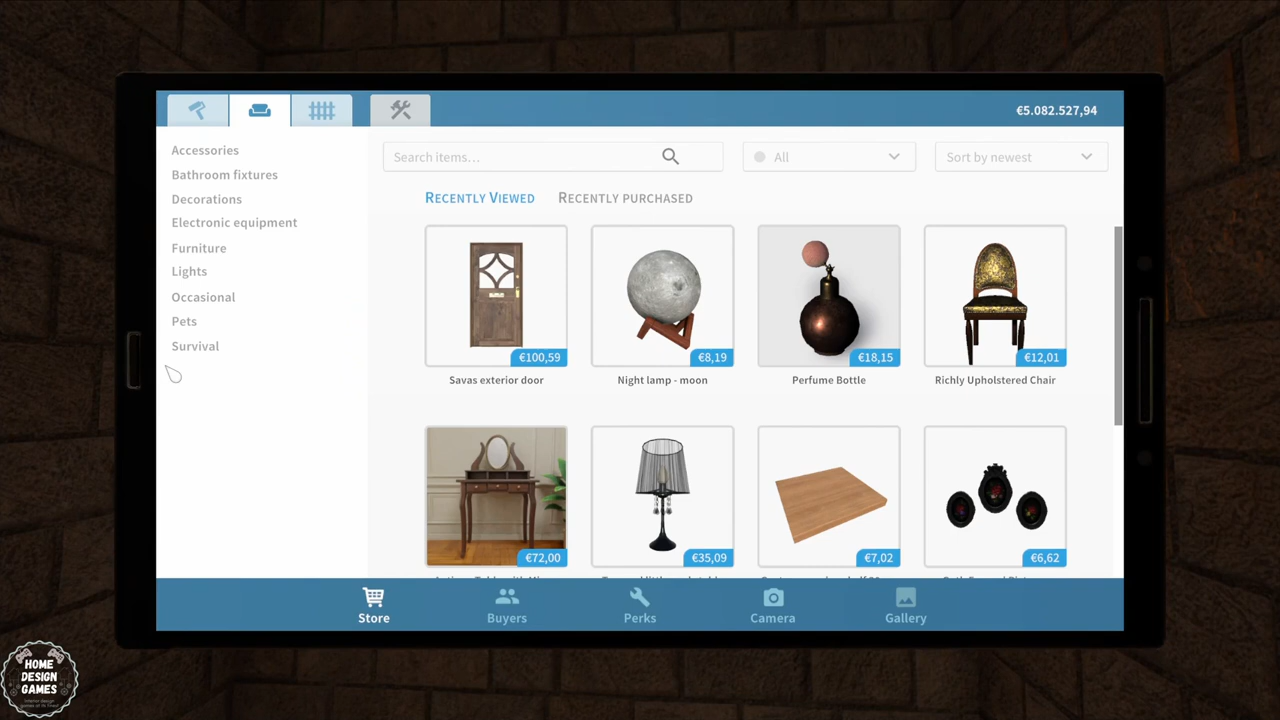 €5.082.527,94
Accessories
Bathroom fixtures
Decorations
Electronic equipment
Furniture
Lights
Occasional
Pets
Survival
Search items...
All
Sort by newest
RECENTLY VIEWED
RECENTLY PURCHASED
€100,59
Savas exterior door
€8,19
Night lamp - moon
€18,15
Perfume Bottle
€12,01
Richly Upholstered Chair
€72,00
€35,09
€7,02
€6,62
Store
Buyers
Perks
Camera
Gallery
HOME
DESIGN
GAMES